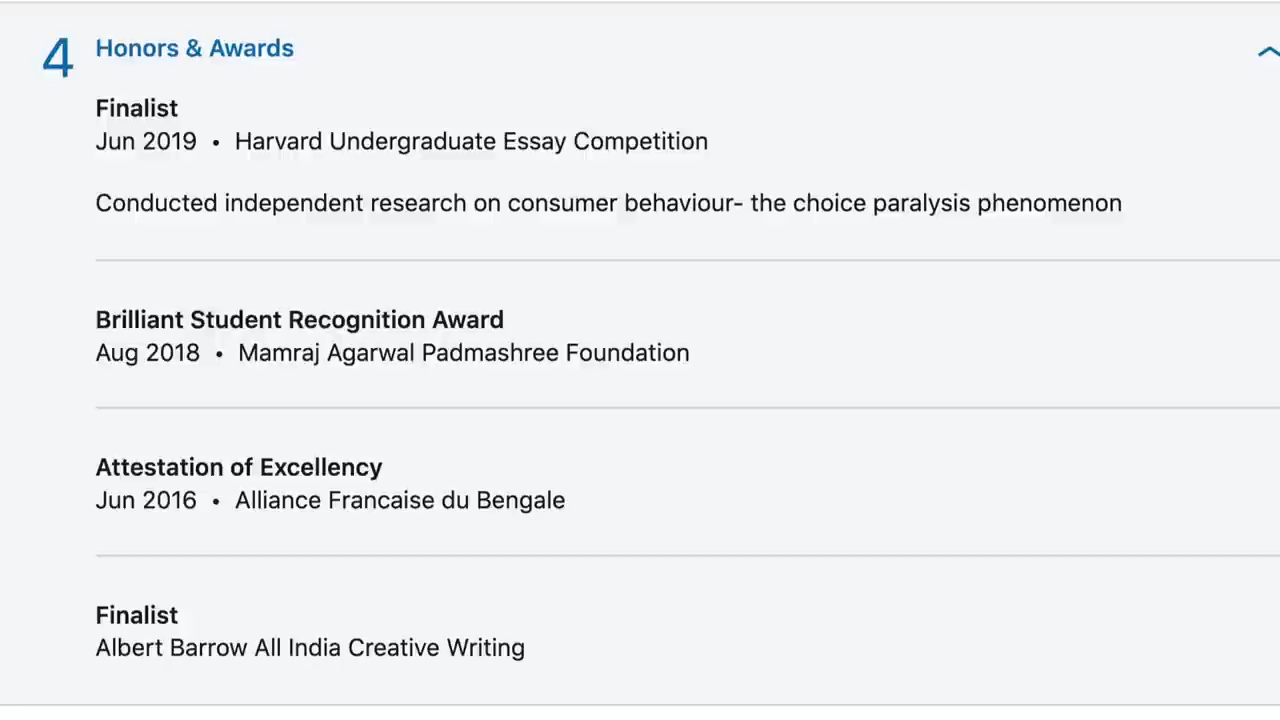 4 Honors & Awards
Finalist
Jun 2019 • Harvard Undergraduate Essay Competition
Conducted independent research on consumer behaviour- the choice paralysis phenomenon
Brilliant Student Recognition Award
Aug 2018 • Mamraj Agarwal Padmashree Foundation
Attestation of Excellency
Jun 2016 • Alliance Francaise du Bengale
Finalist
Albert Barrow All India Creative Writing